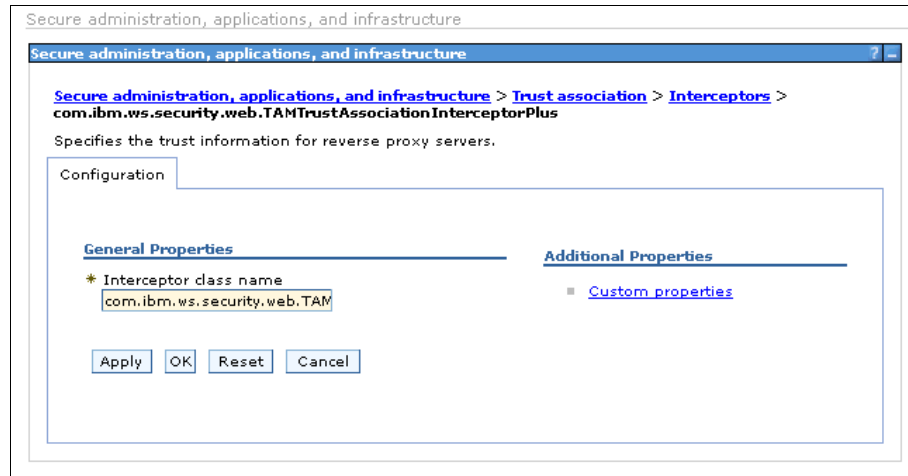 Secure administration, applications, and infrastructure
Secure administration, applications, and infrastructure ? –
Secure administration, applications, and infrastructure > Trust association > Interceptors >
com.ibm.ws.security.web.TAMTrustAssociationInterceptorPlus
Specifies the trust information for reverse proxy servers.
Configuration
General Properties
* Interceptor class name
com.ibm.ws.security.web.TAM
Apply OK Reset Cancel
Additional Properties
Custom properties